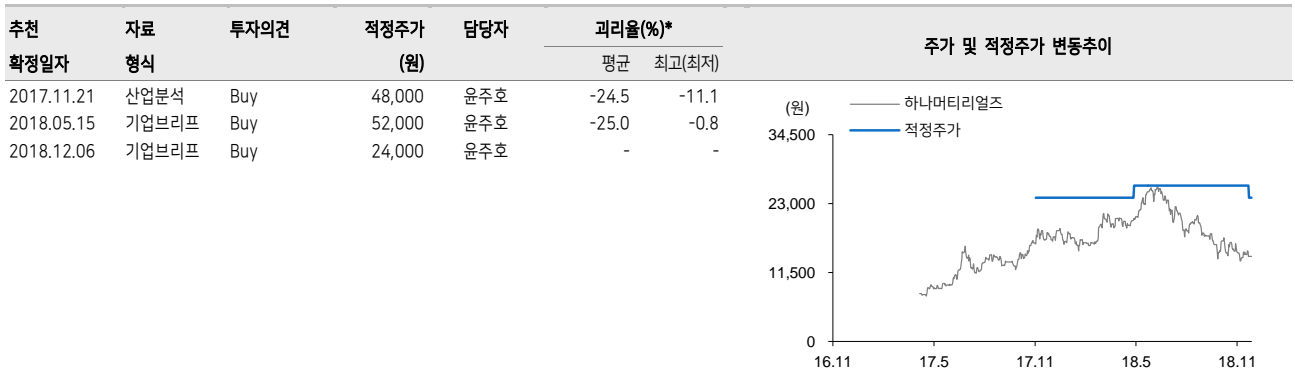 추천 자료 투자의견 적정주가 담당자 괴리율(%)* 주가 및 적정주가 변동추이
확정일자 형식 (원) 평균 최고(최저)
2017.11.21 산업분석 Buy 48,000 윤주호 -24.5 -11.1
2018.05.15 기업브리프 Buy 52,000 윤주호 -25.0 -0.8
2018.12.06 기업브리프 Buy 24,000 윤주호 - -
(원)
하나머티리얼즈
적정주가
34,500
23,000
11,500
0
16.11 17.5 17.11 18.5 18.11